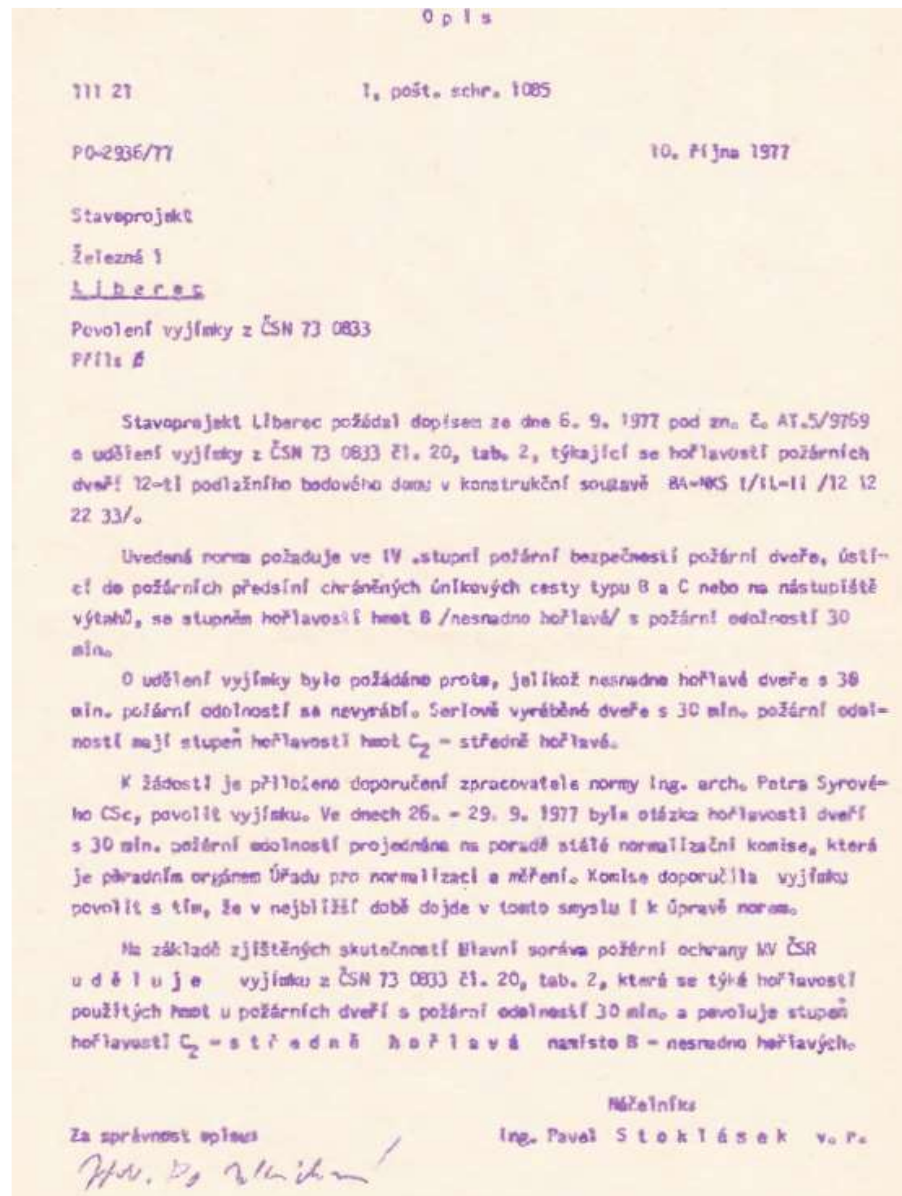 O p i s
111 21 1, pošt. schr. 1085
PO-2936/77 10. října 1977
Stavoprojekt
Železná 1
L i b e r e c
Povolení vyjímky z ČSN 73 0833
Příl: 6
Stavoprojekt Liberec požádal dopisem ze dne 6. 9. 1977 pod zn. č. AT.5/9769
o udělení vyjímky z ČSN 73 0833 čl. 20, tab. 2, týkající se hořlavostí požárních
dveří 12-ti podlažního bodového domu v konstrukční soustavě BA-NKS I/iL-ii /12 12
22 33/.
Uvedená norma požaduje ve IV .stupni požární bezpečnosti požární dveře, ústí-
cí do požárních předsíní chráněných únikových cesty typu B a C nebo na nástupiště
výtahů, se stupněm hořlavosti hmot B /nesnadno hořlavá/ s požární odolností 30
min.
O udělení vyjímky bylo požádáno proto, jelikož nesnadno hořlavé dveře s 30
min. požární odolností se nevyrábí. Seriově vyráběné dveře s 30 min. požární odol-
ností mají stupeň hořlavosti hmot C2 - středně hořlavé.
K žádosti je přiloženo doporučení zpracovatele normy Ing. arch. Petra Syrové-
ho CSc, povolit vyjímku. Ve dnech 26. - 29. 9. 1977 byla otázka hořlavosti dveří
s 30 min. požární odolností projednána na poradě stálé normalizační komise, která
je poradním orgánem Úřadu pro normalizaci a měření. Komise doporučila vyjímku
povolit s tím, že v nejbližší době dojde v tomto smyslu i k úpravě norem.
Na základě zjištěných skutečností Hlavní správa požární ochrany MV ČSR
u d ě l u j e vyjímku z ČSN 73 0833 čl. 20, tab. 2, která se týká hořlavostí
použitých hmot u požárních dveří s požární odolností 30 min. a povoluje stupeň
hořlavosti C2 - s t ř e d n ě h o ř l a v á namísto B - nesnadno hořlavých.
Náčelník:
Za správnost opisu: Ing. Pavel S t o k l á s e k v. r.